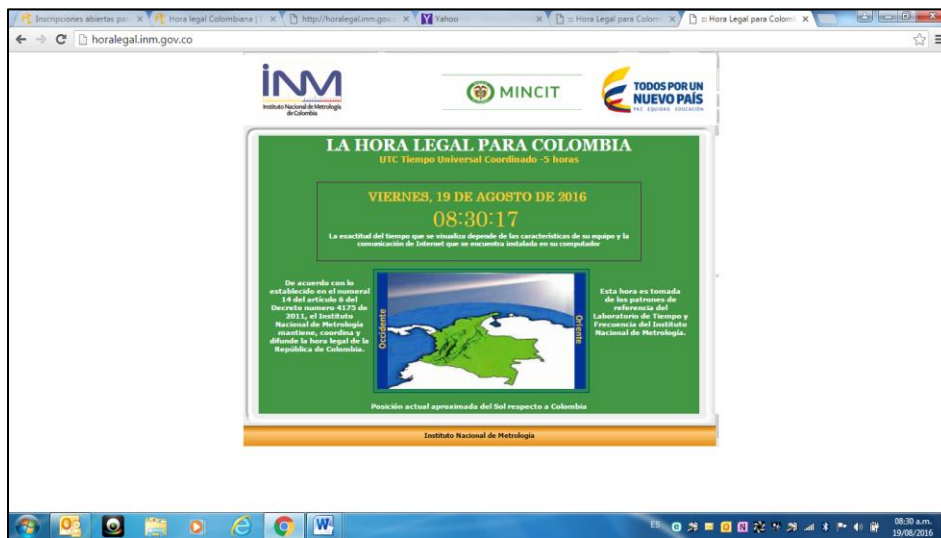 Inscripciones abiertas par
Hora legal Colombiana |
http://horalegal.inm.gov.c
Yahoo
::: Hora Legal para Colom
::: Hora Legal para Colom
horalegal.inm.gov.co
INM
Instituto Nacional de Metrología
de Colombia
MINCIT
TODOS POR UN
NUEVO PAÍS
PAZ EQUIDAD EDUCACIÓN
LA HORA LEGAL PARA COLOMBIA
UTC Tiempo Universal Coordinado -5 horas
VIERNES, 19 DE AGOSTO DE 2016
08:30:17
La exactitud del tiempo que se visualiza depende de las características de su equipo y la
comunicación de Internet que se encuentra instalada en su computador
De acuerdo con lo
establecido en el numeral
14 del artículo 6 del
Decreto numero 4175 de
2011, el Instituto
Nacional de Metrología
mantiene, coordina y
difunde la hora legal de la
República de Colombia.
Occidente
Oriente
Esta hora es tomada
de los patrones de
referencia del
Laboratorio de Tiempo y
Frecuencia del Instituto
Nacional de Metrología.
Posición actual aproximada del Sol respecto a Colombia
Instituto Nacional de Metrología
ES
08:30 a.m.
19/08/2016